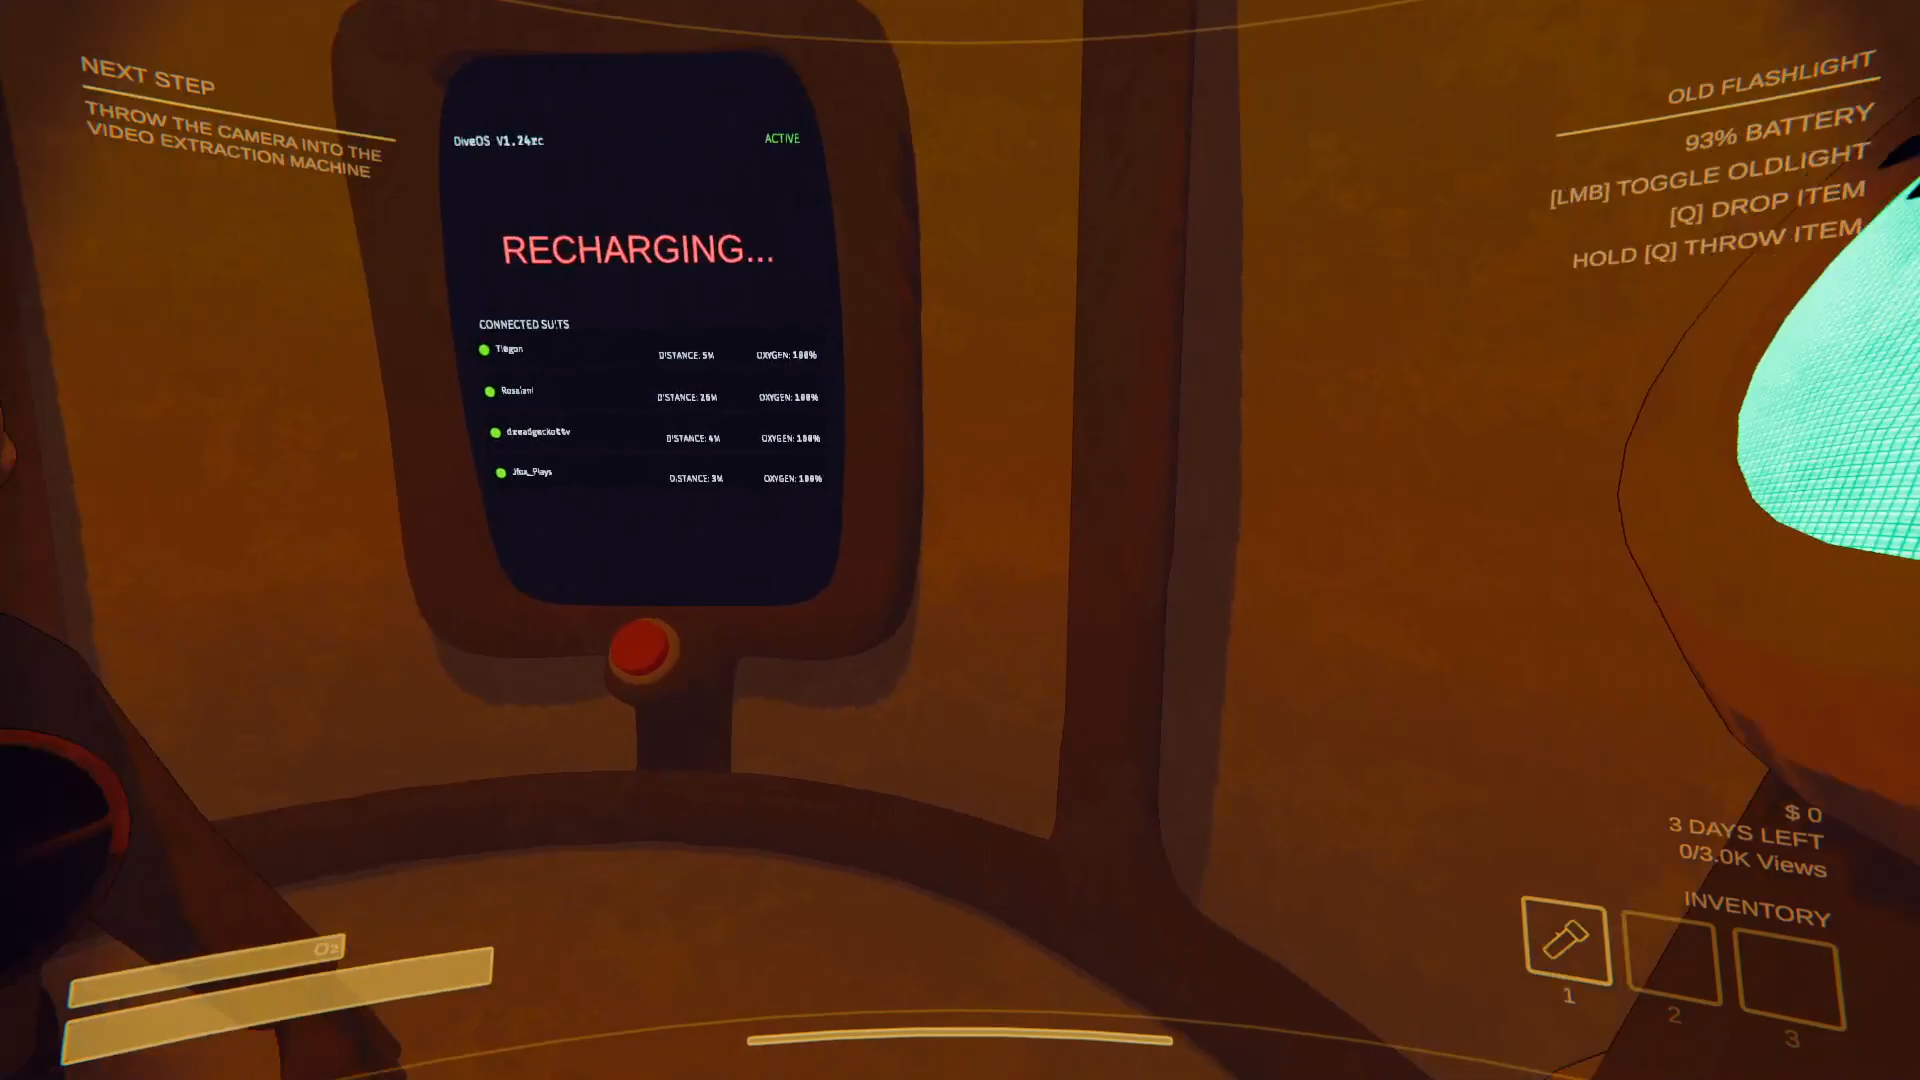 NEXT STEP
THROW THE CAMERA INTO THE
VIDEO EXTRACTION MACHINE
DiveOS V1.24rc
ACTIVE
RECHARGING...
CONNECTED SUITS
DISTANCE: 5M OXYGEN: 100%
DISTANCE: 26M OXYGEN: 100%
dreadgeckottv DISTANCE: 4M OXYGEN: 100%
DISTANCE: 3M OXYGEN: 100%
OLD FLASHLIGHT
93% BATTERY
[LMB] TOGGLE OLDLIGHT
[Q] DROP ITEM
HOLD [Q] THROW ITEM
$ 0
3 DAYS LEFT
0/3.0K Views
INVENTORY
1
2
3
O2